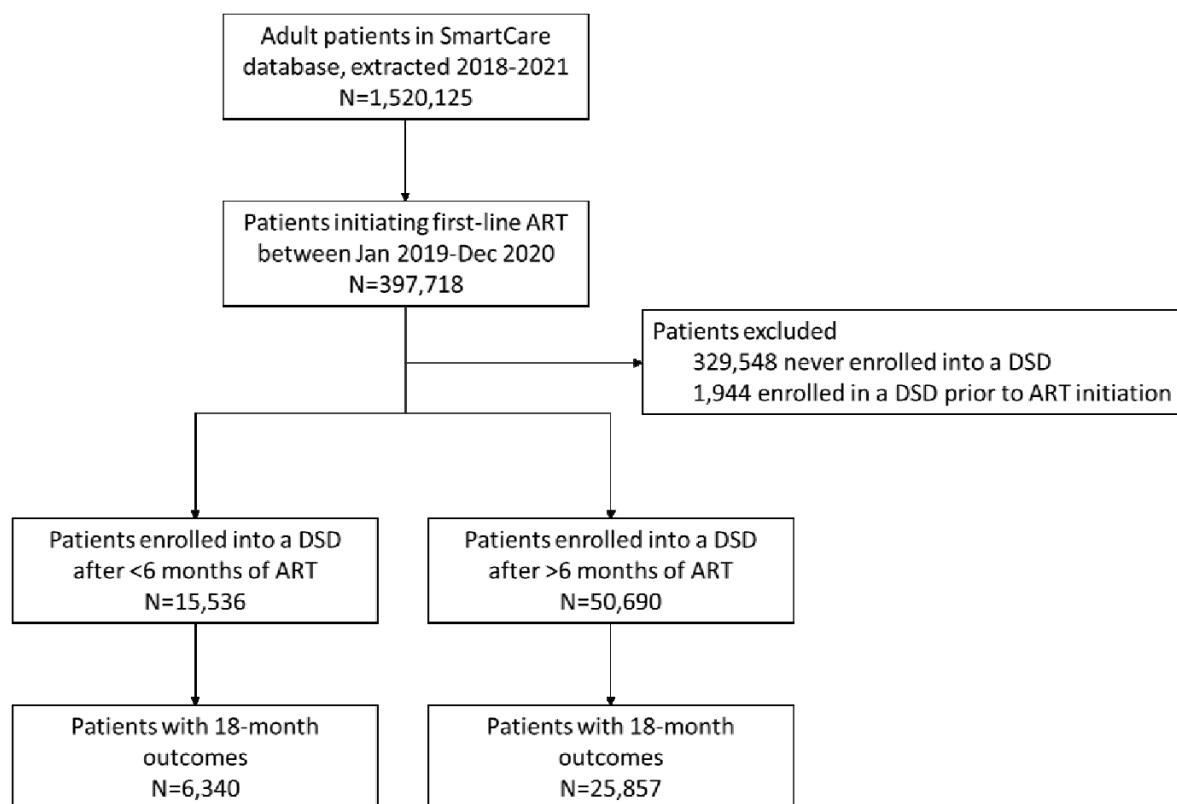 Adult patients in SmartCare
database, extracted 2018-2021
N=1,520,125
Patients initiating first-line ART
between Jan 2019-Dec 2020
N=397,718
Patients excluded
329,548 never enrolled into a DSD
1,944 enrolled in a DSD prior to ART initiation
Patients enrolled into a DSD
after <6 months of ART
N=15,536
Patients enrolled into a DSD
after >6 months of ART
N=50,690
Patients with 18-month
outcomes
N=6,340
Patients with 18-month
outcomes
N=25,857